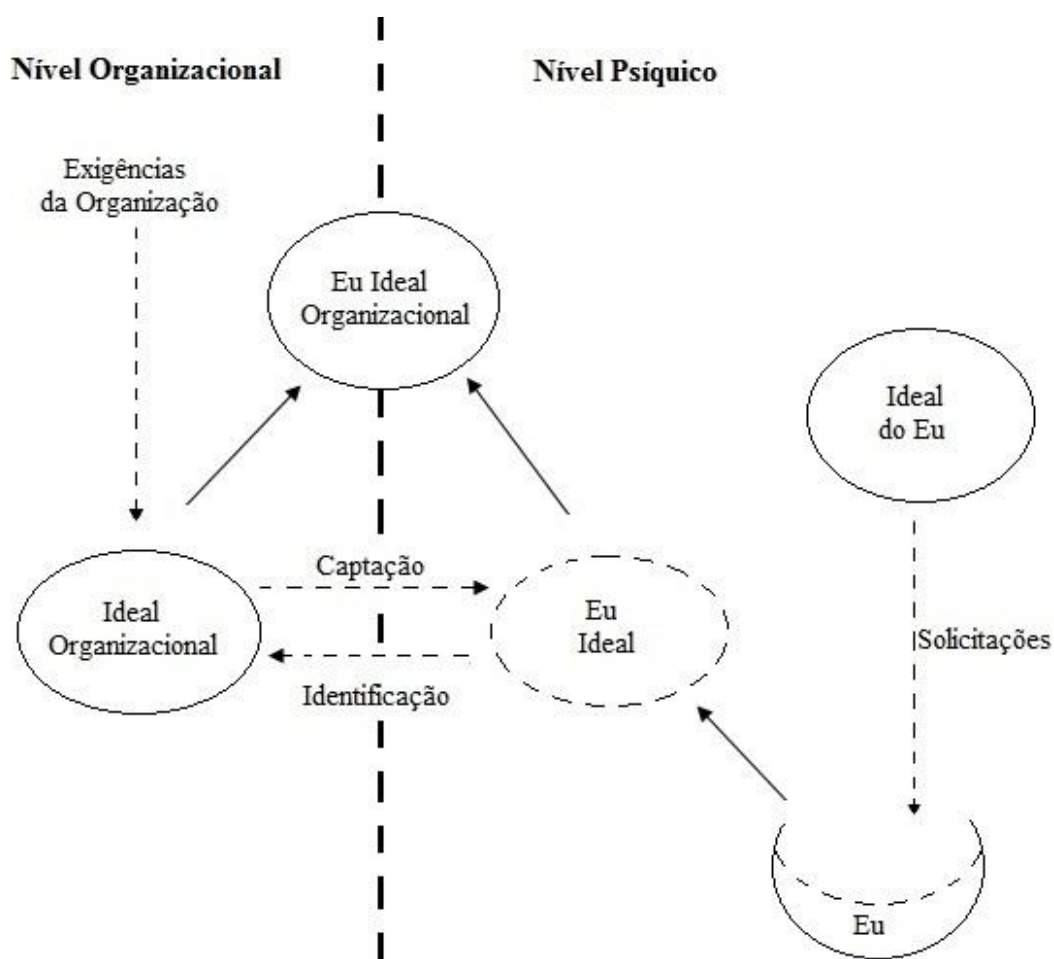 Nível Organizacional
Nível Psíquico
Exigências
da Organização
Eu Ideal
Organizacional
Ideal
do Eu
Captação
Ideal
Organizacional
Eu
Ideal
Solicitações
Identificação
Eu